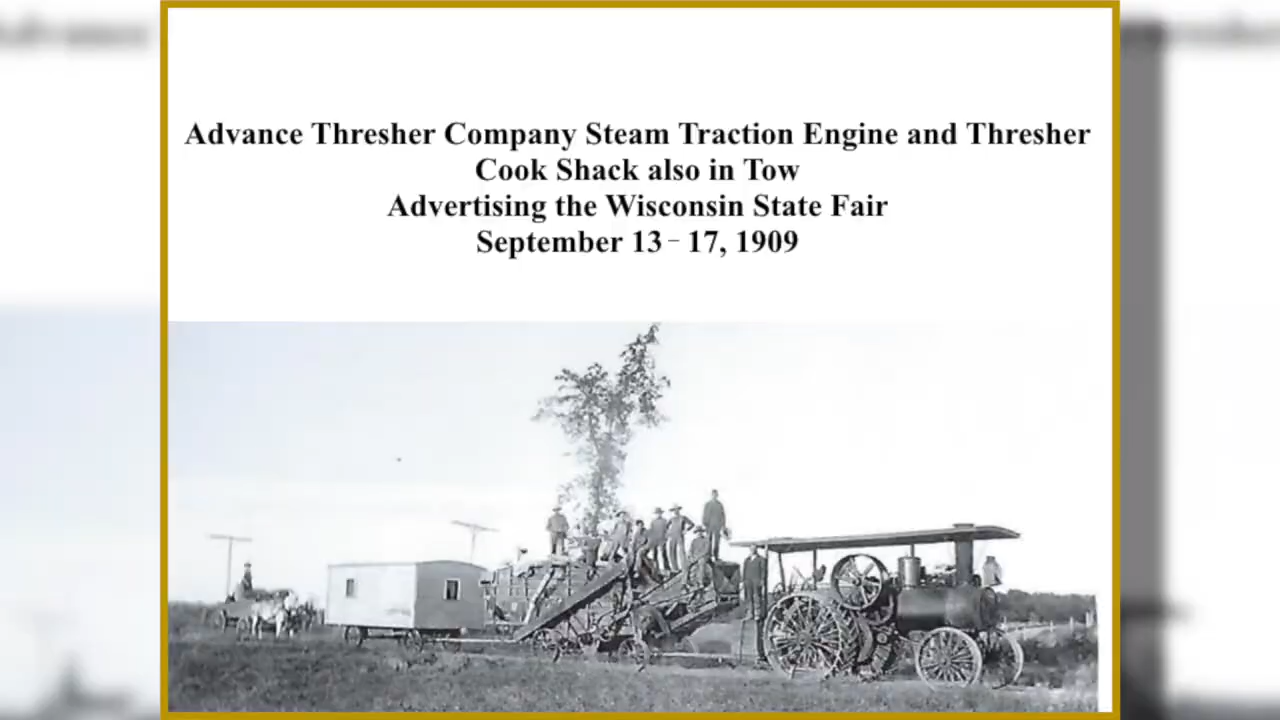 Advance Thresher Company Steam Traction Engine and Thresher
Cook Shack also in Tow
Advertising the Wisconsin State Fair
September 13 – 17, 1909